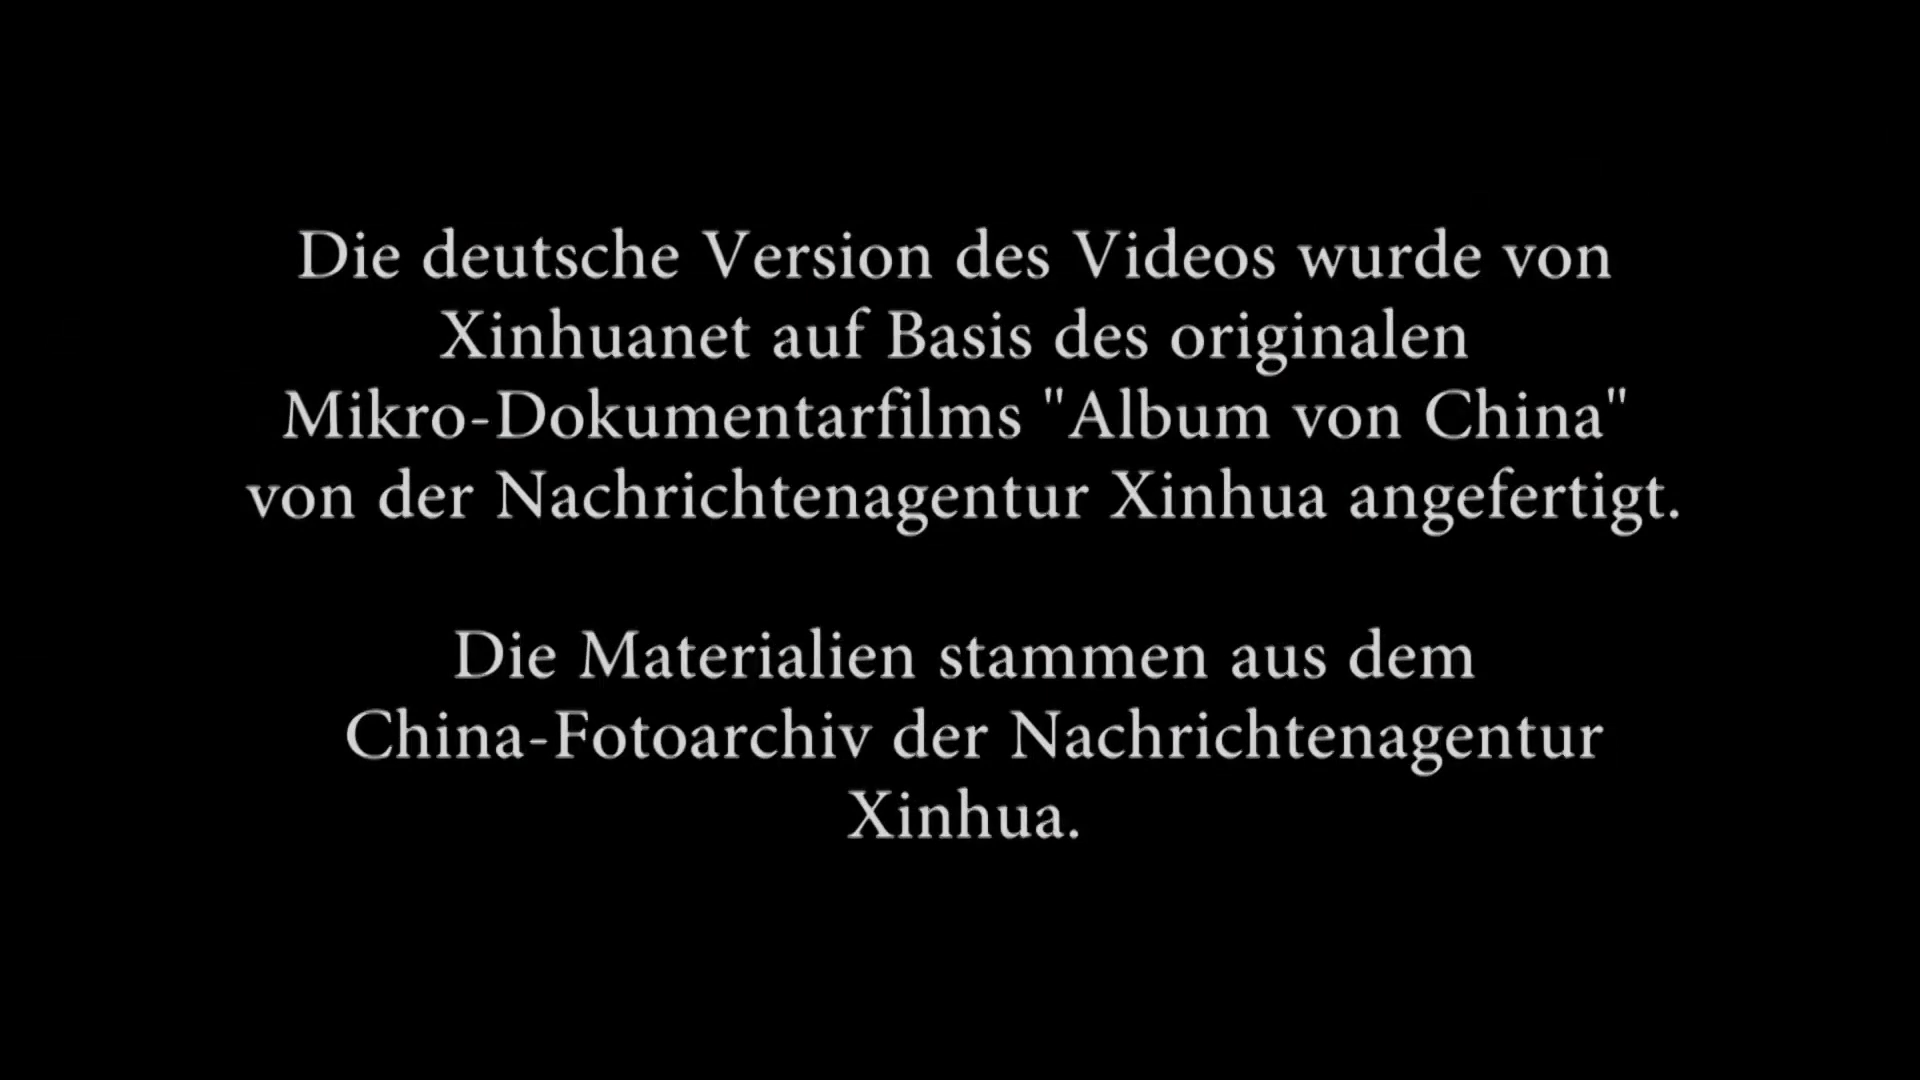 Die deutsche Version des Videos wurde von
Xinhuanet auf Basis des originalen
Mikro-Dokumentarfilms "Album von China"
von der Nachrichtenagentur Xinhua angefertigt.
Die Materialien stammen aus dem
China-Fotoarchiv der Nachrichtenagentur
Xinhua.